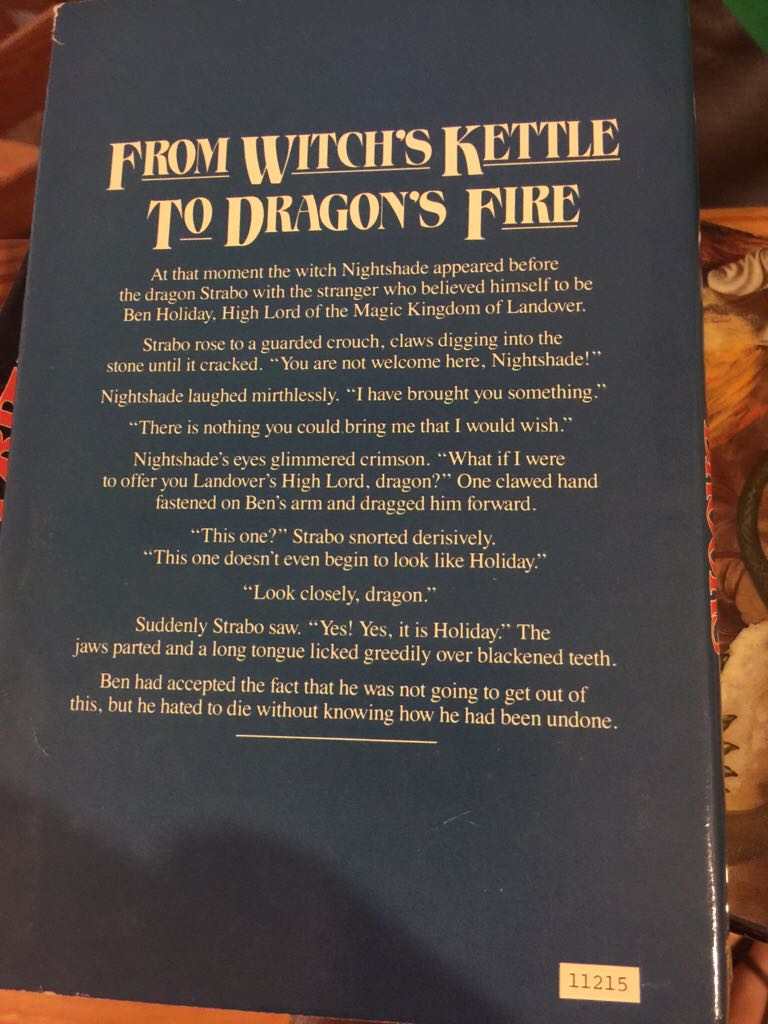 FROM WITCH'S KETTLE
TO DRAGON'S FIRE
At that moment the witch Nightshade appeared before
the dragon Strabo with the stranger who believed himself to be
Ben Holiday, High Lord of the Magic Kingdom of Landover.
Strabo rose to a guarded crouch, claws digging into the
stone until it cracked. “You are not welcome here, Nightshade!”
Nightshade laughed mirthlessly. “I have brought you something.”
“There is nothing you could bring me that I would wish.”
Nightshade's eyes glimmered crimson. “What if I were
to offer you Landover's High Lord, dragon?” One clawed hand
fastened on Ben's arm and dragged him forward.
“This one?” Strabo snorted derisively.
“This one doesn't even begin to look like Holiday.”
“Look closely, dragon.”
Suddenly Strabo saw. “Yes! Yes, it is Holiday.” The
jaws parted and a long tongue licked greedily over blackened teeth.
Ben had accepted the fact that he was not going to get out of
this, but he hated to die without knowing how he had been undone.
11215